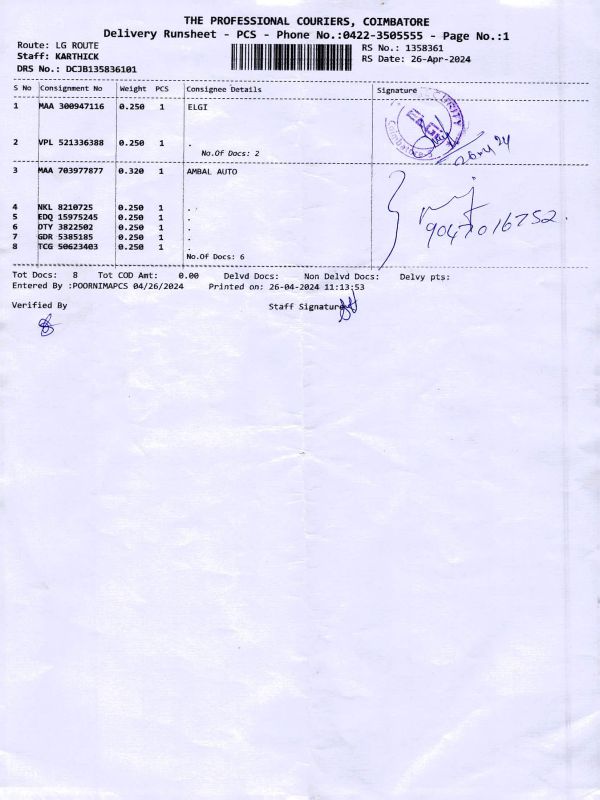 THE PROFESSIONAL COURIERS, COIMBATORE
Delivery Runsheet - PCS - Phone No.:0422-3505555 - Page No.:1
Route: LG ROUTE
RS No.: 1358361
Staff: KARTHICK
RS Date: 26-Apr-2024
DRS No.: DCJB135836101
S No Consignment No Weight PCS Consignee Details Signature
1 MAA 300947116 0.250 1 ELGI
SECURITY
ELGI
Coimbatore-5
26-4-24
2 VPL 521336388 0.250 1 .
No.Of Docs: 2
3 MAA 703977877 0.320 1 AMBAL AUTO
4 NKL 8210725 0.250 1 .
5 EDQ 15975245 0.250 1 .
6 OTY 3822502 0.250 1 .
7 GDR 5385185 0.250 1 .
8 TCG 50623403 0.250 1 .
9047016752.
No.Of Docs: 6
Tot Docs: 8 Tot COD Amt: 0.00 Delvd Docs: Non Delvd Docs: Delvy pts:
Entered By :POORNIMAPCS 04/26/2024 Printed on: 26-04-2024 11:13:53
Verified By Staff Signature